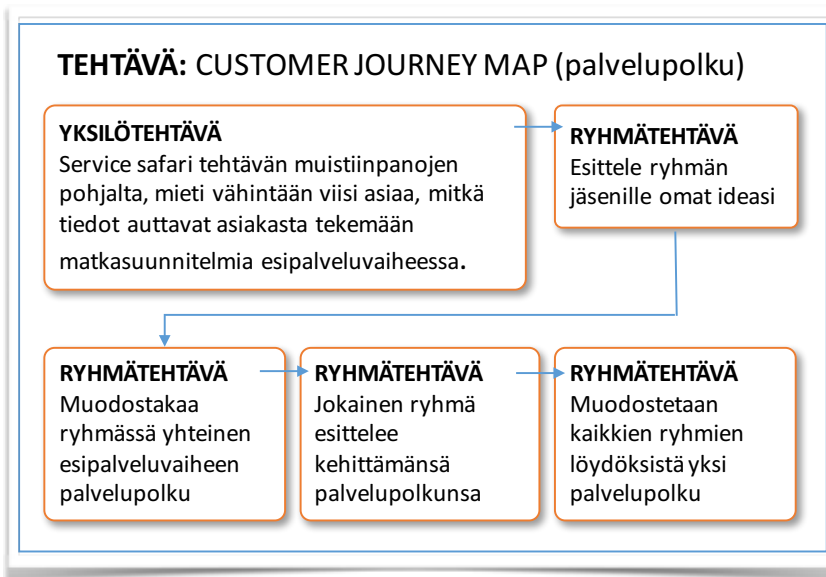 TEHTÄVÄ: CUSTOMER JOURNEY MAP (palvelupolku)
YKSILÖTEHTÄVÄ
Service safari tehtävän muistiinpanojen
pohjalta, mieti vähintään viisi asiaa, mitkä
tiedot auttavat asiakasta tekemään
matkasuunnitelmia esipalveluvaiheessa.
RYHMÄTEHTÄVÄ
Esittele ryhmän
jäsenille omat ideasi
RYHMÄTEHTÄVÄ
Muodostakaa
ryhmässä yhteinen
esipalveluvaiheen
palvelupolku
RYHMÄTEHTÄVÄ
Jokainen ryhmä
esittelee
kehittämänsä
palvelupolkunsa
RYHMÄTEHTÄVÄ
Muodostetaan
kaikkien ryhmien
löydöksistä yksi
palvelupolku